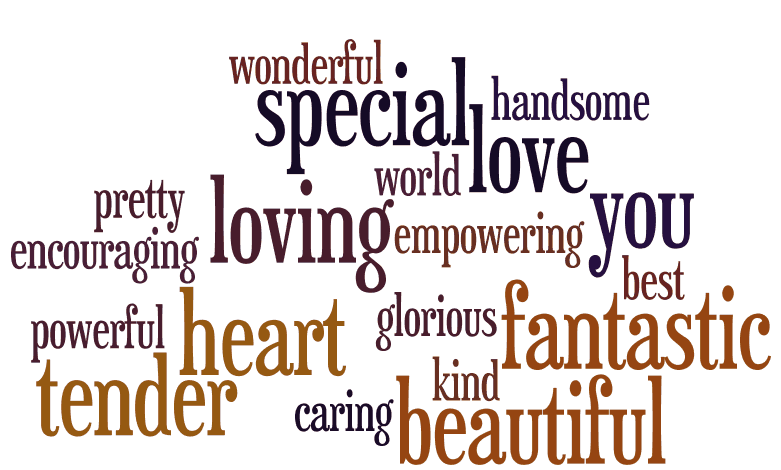 wonderful
special
handsome
love
world
pretty
loving
you
encouraging
empowering
best
powerful
heart
glorious
fantastic
tender
kind
caring
beautiful